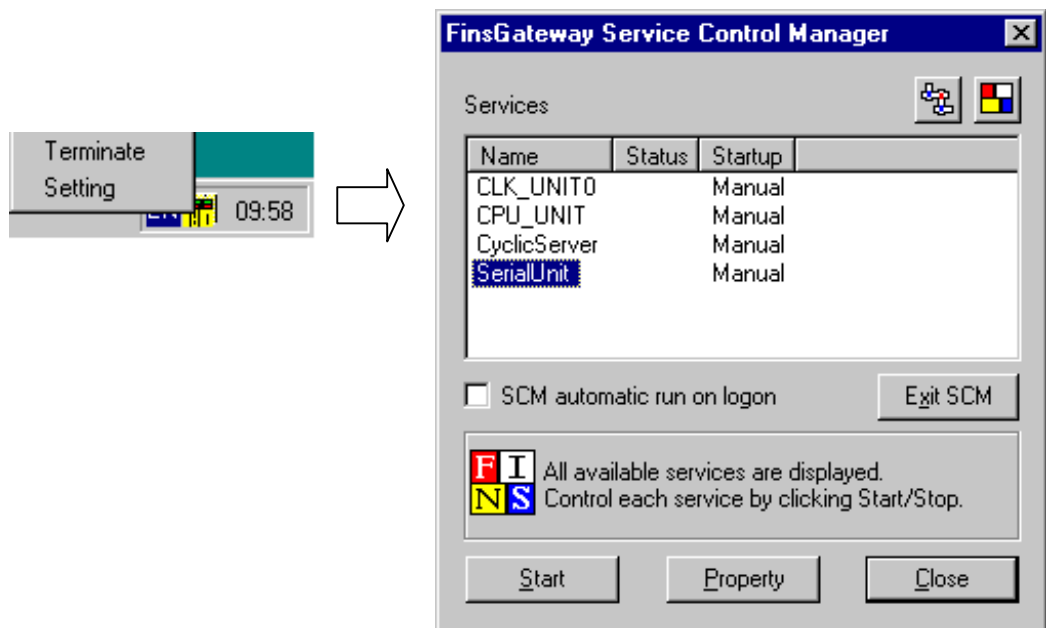 Terminate
Setting
EN 09:58
FinsGateway Service Control Manager
Services
Name Status Startup
CLK_UNIT0 Manual
CPU_UNIT Manual
CyclicServer Manual
SerialUnit Manual
SCM automatic run on logon Exit SCM
F I All available services are displayed.
N S Control each service by clicking Start/Stop.
Start Property Close